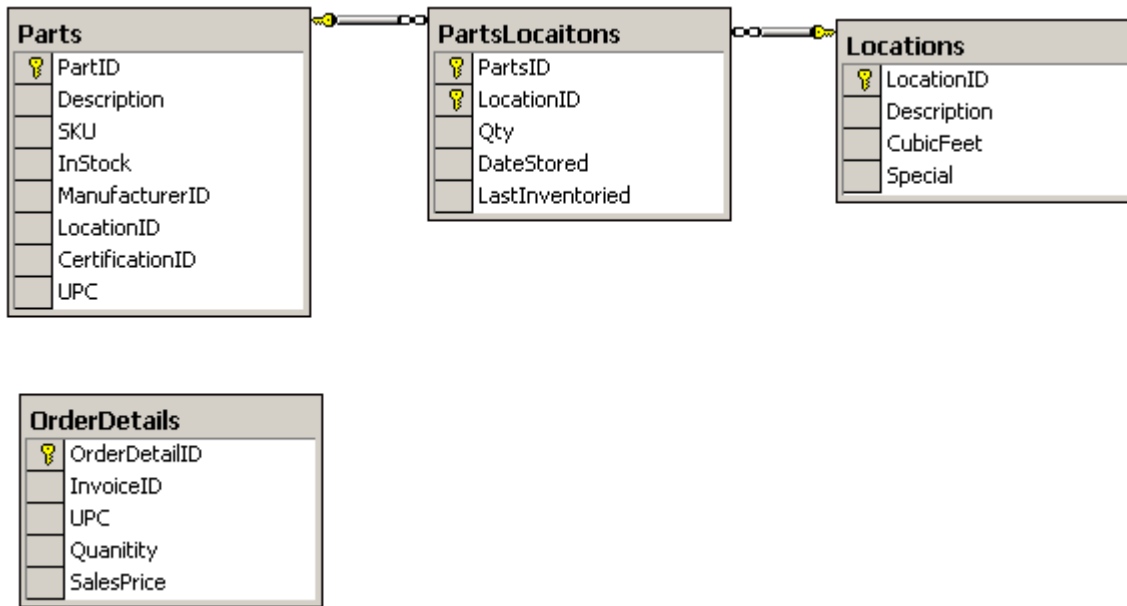 Parts
PartID
Description
SKU
InStock
ManufacturerID
LocationID
CertificationID
UPC
PartsLocaitons
PartsID
LocationID
Qty
DateStored
LastInventoried
Locations
LocationID
Description
CubicFeet
Special
OrderDetails
OrderDetailID
InvoiceID
UPC
Quanitity
SalesPrice